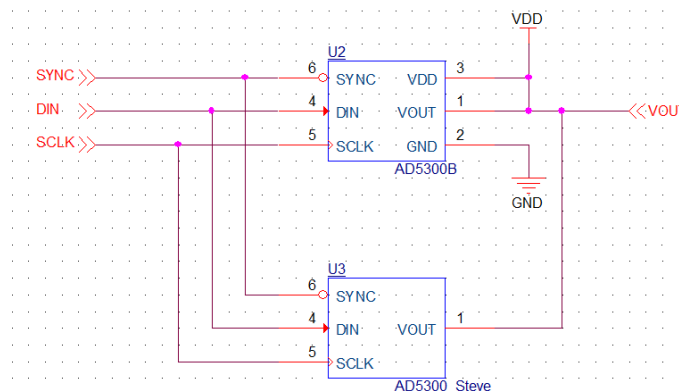 VDD
U2
SYNC 6 SYNC VDD 3
DIN 4 DIN VOUT 1 VOU
SCLK 5 SCLK GND 2
AD5300B
GND
U3
6 SYNC
4 DIN VOUT 1
5 SCLK
AD5300_Steve